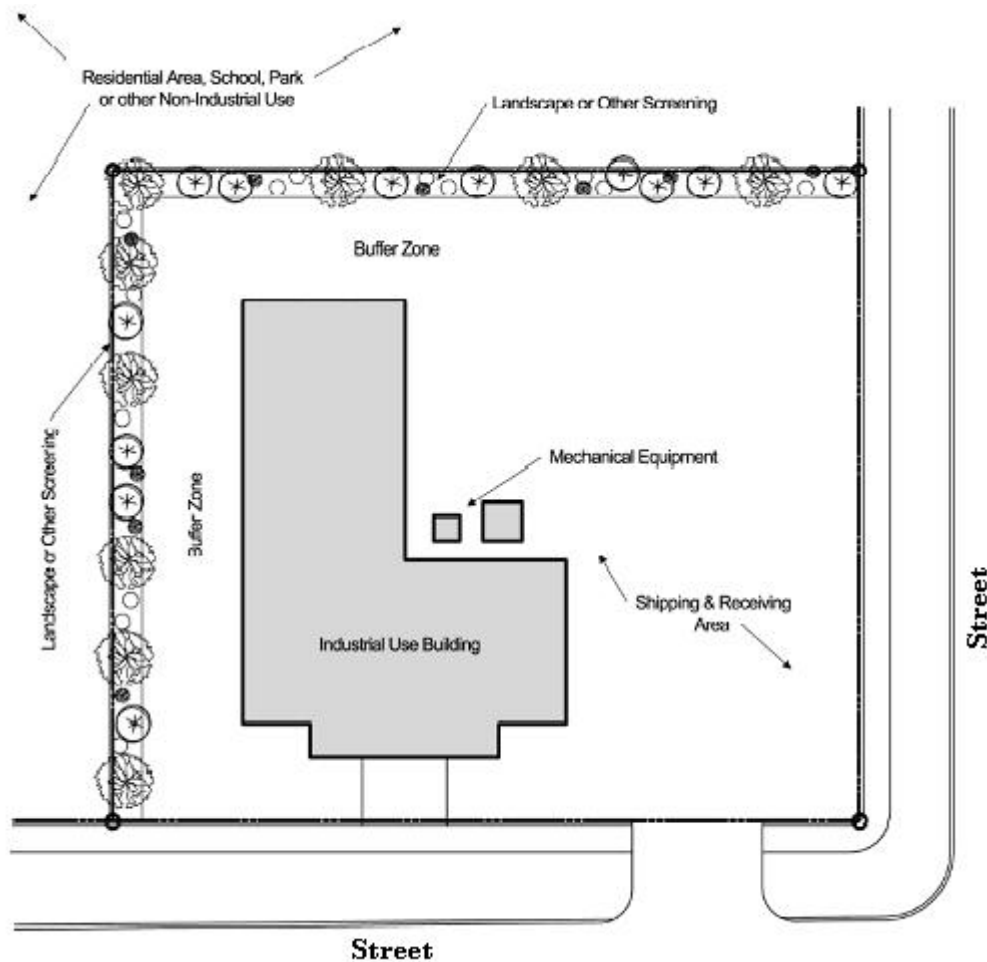 Residential Area, School, Park
or other Non-Industrial Use
Landscape or Other Screening
Buffer Zone
Landscape or Other Screening
Buffer Zone
Mechanical Equipment
Shipping & Receiving
Area
Industrial Use Building
Street
Street